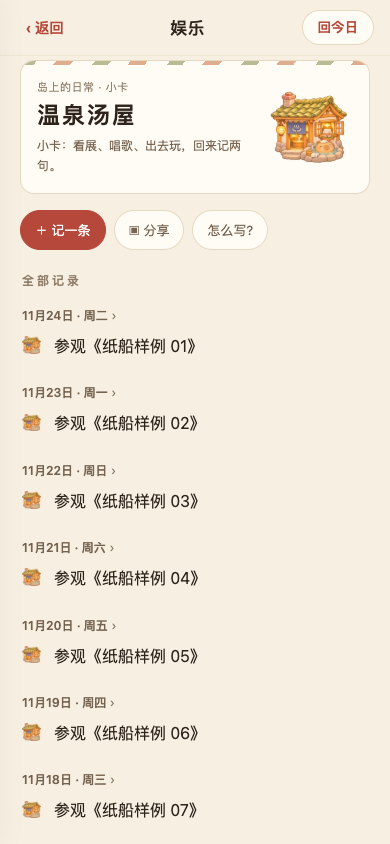 ‹ 返回
娱乐
回今日
岛上的日常 · 小卡
温泉汤屋
小卡：看展、唱歌、出去玩，回来记两
句。
＋ 记一条
▣ 分享
怎么写?
全部记录
11月24日 · 周二 ›
参观《纸船样例 01》
11月23日 · 周一 ›
参观《纸船样例 02》
11月22日 · 周日 ›
参观《纸船样例 03》
11月21日 · 周六 ›
参观《纸船样例 04》
11月20日 · 周五 ›
参观《纸船样例 05》
11月19日 · 周四 ›
参观《纸船样例 06》
11月18日 · 周三 ›
参观《纸船样例 07》